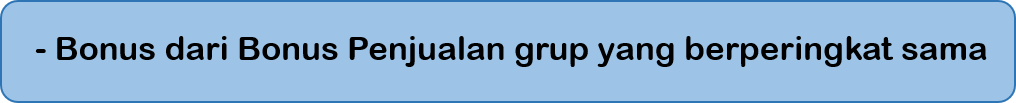 - Bonus dari Bonus Penjualan grup yang berperingkat sama